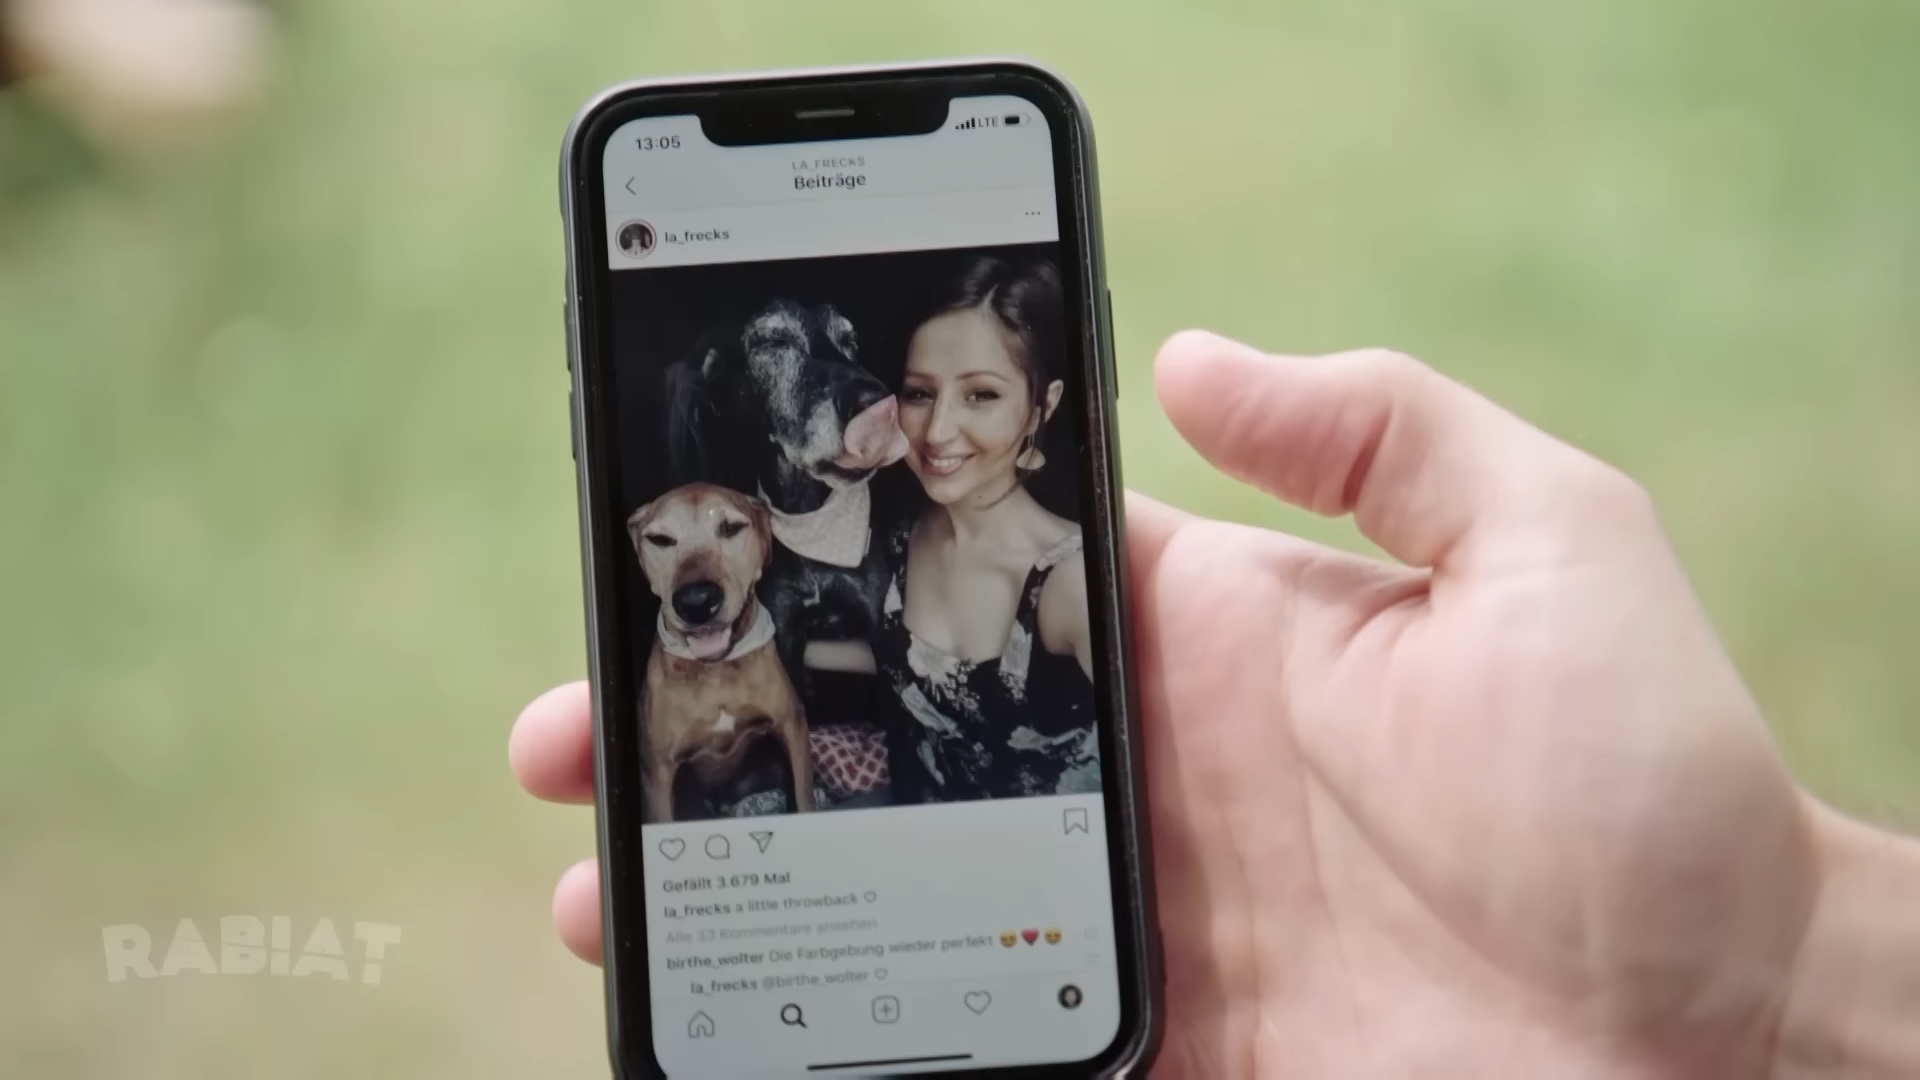 13:05
LTE
LA_FRECKS
Beiträge
la_frecks
Gefällt 3.679 Mal
la_frecks a little throwback
Alle 33 Kommentare ansehen
birthe_wolter Die Farbgebung wieder perfekt
la_frecks @birthe_wolter
RABIAT